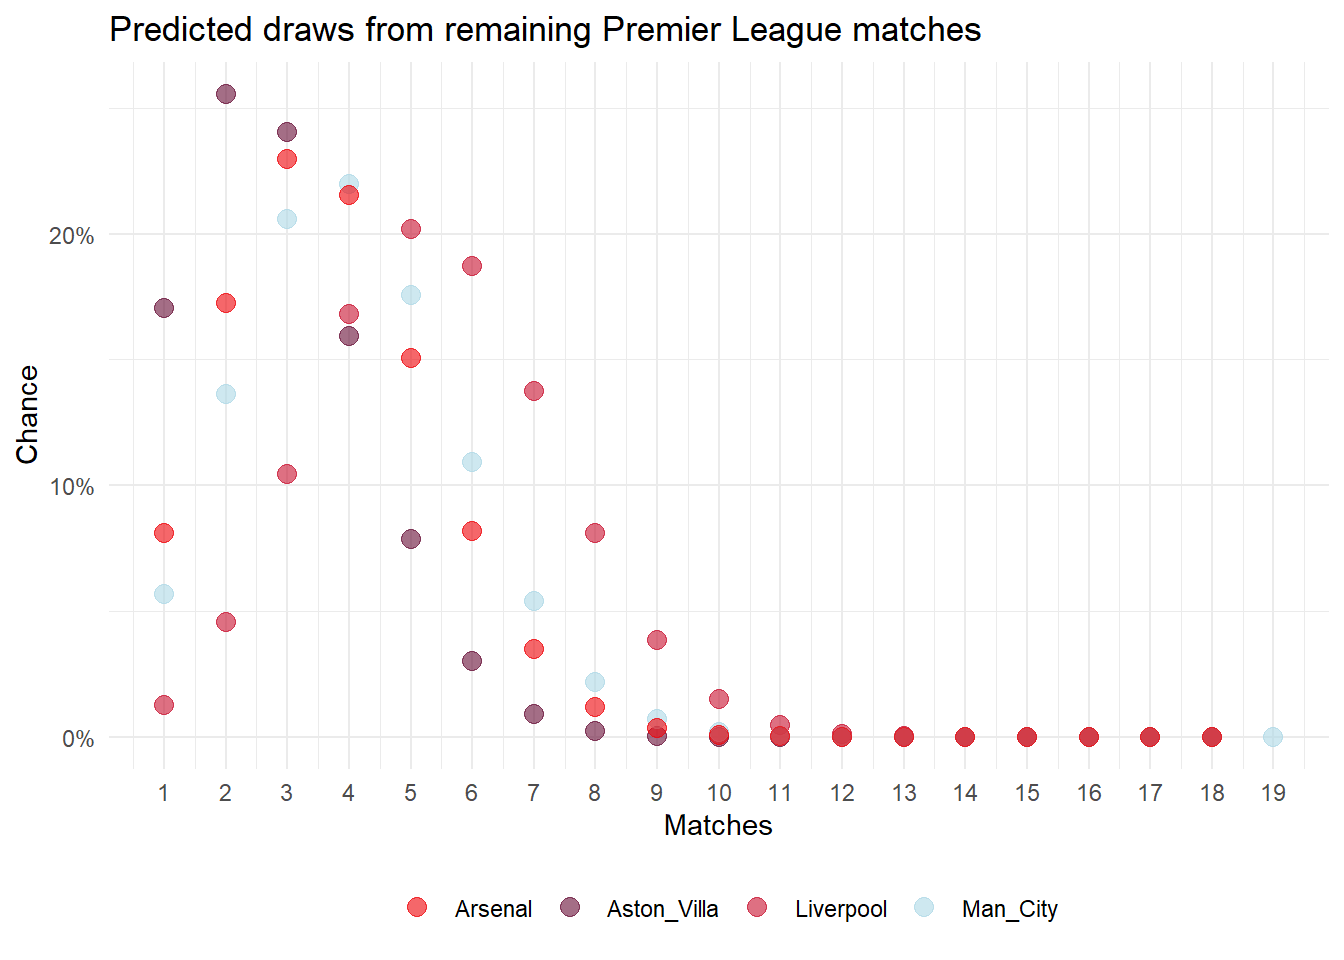 Predicted draws from remaining Premier League matches
Chance
20%
10%
0%
1 2 3 4 5 6 7 8 9 10 11 12 13 14 15 16 17 18 19
Matches
Arsenal Aston_Villa Liverpool Man_City